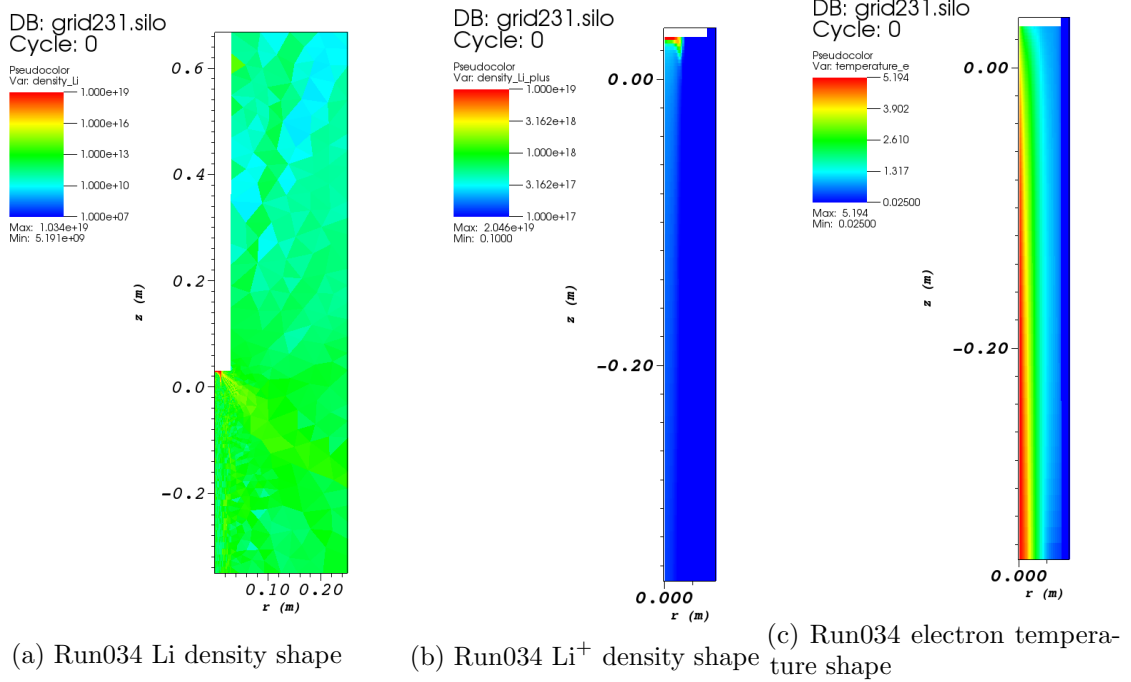 DB: grid231.silo
Cycle: 0
Pseudocolor
Var: density_Li
1.000e+19
1.000e+16
1.000e+13
1.000e+10
1.000e+07
Max: 1.034e+19
Min: 5.191e+09
0.6
0.4
0.2
0.0
-0.2
z (m)
0.10 0.20
r (m)
(a) Run034 Li density shape
DB: grid231.silo
Cycle: 0
Pseudocolor
Var: density_Li_plus
1.000e+19
3.162e+18
1.000e+18
3.162e+17
1.000e+17
Max: 2.046e+19
Min: 0.1000
0.00
-0.20
z (m)
0.000
r (m)
(b) Run034 Li+ density shape
DB: grid231.silo
Cycle: 0
Pseudocolor
Var: temperature_e
5.194
3.902
2.610
1.317
0.02500
Max: 5.194
Min: 0.02500
0.00
-0.20
z (m)
0.000
r (m)
(c) Run034 electron tempera-
ture shape